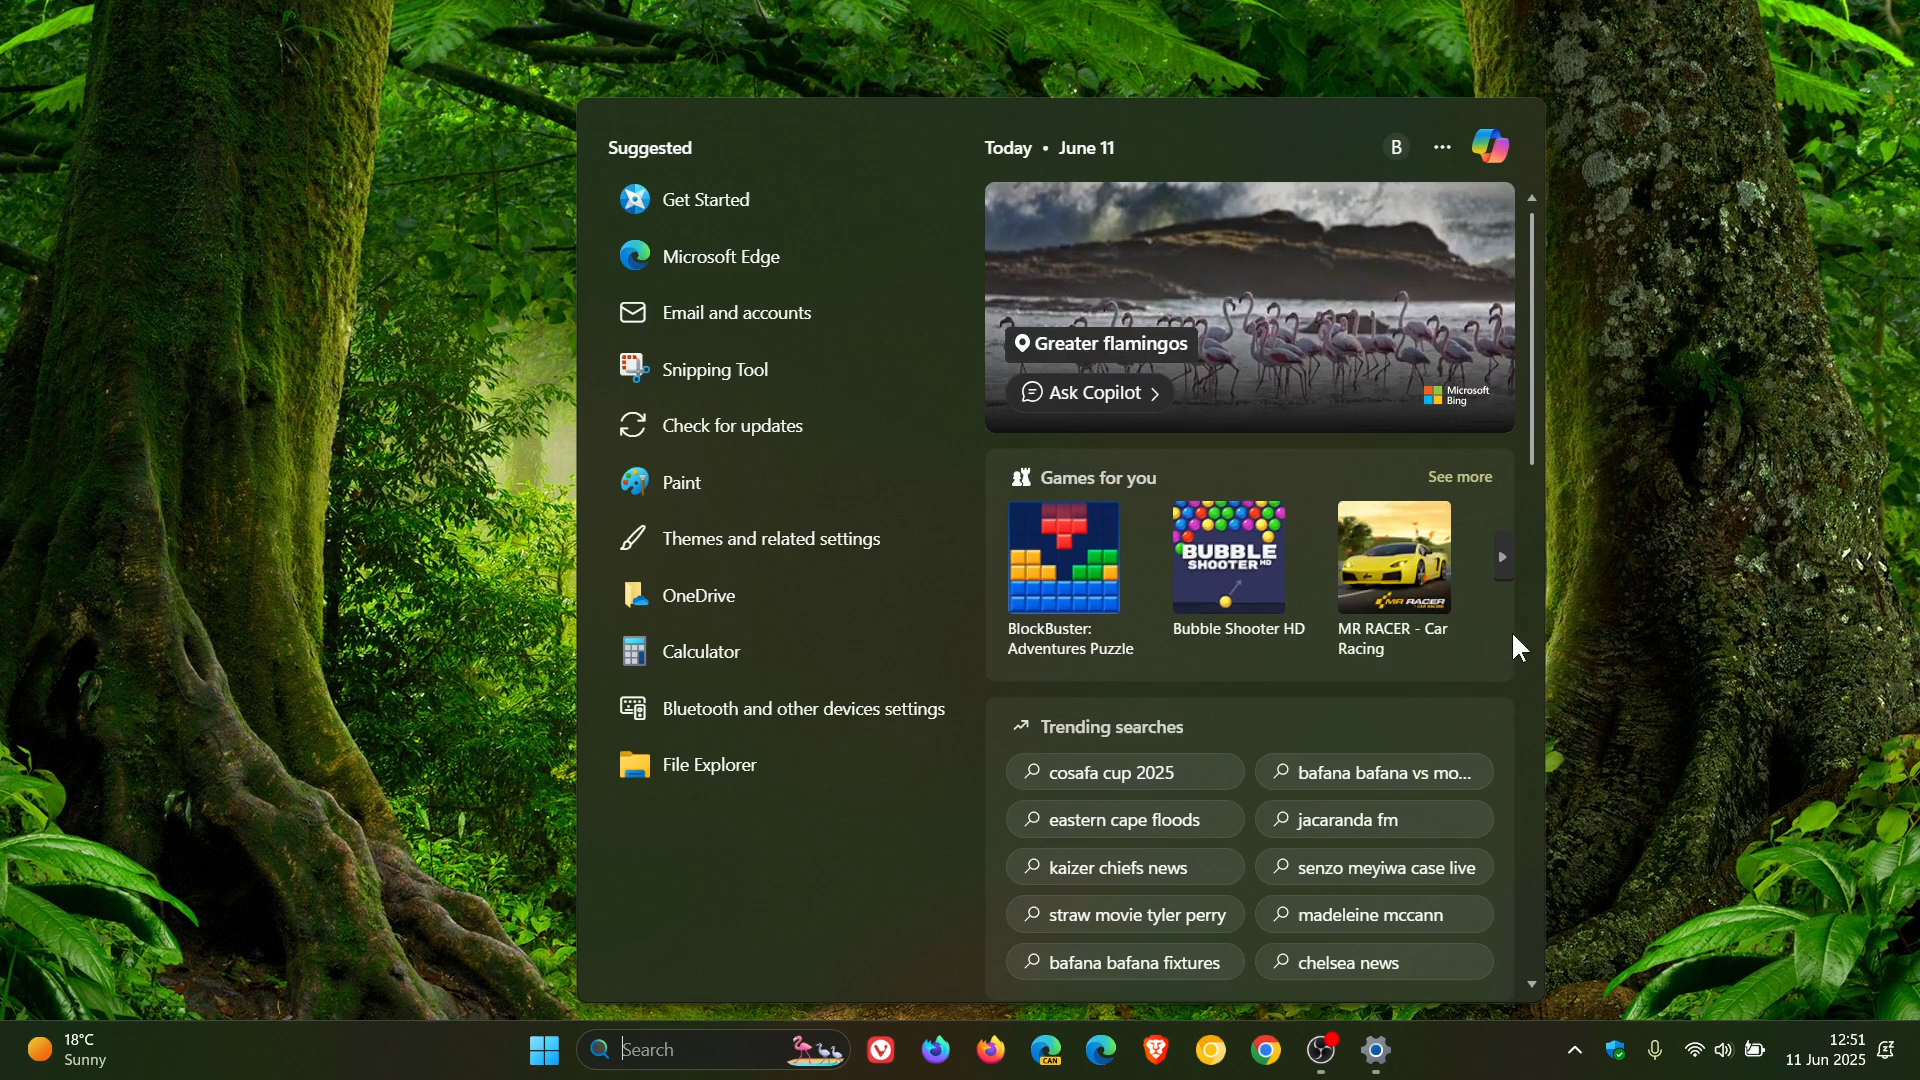 Suggested
Get Started
Microsoft Edge
Email and accounts
Snipping Tool
Check for updates
Paint
Themes and related settings
OneDrive
Calculator
Bluetooth and other devices settings
File Explorer
Today • June 11
B
Greater flamingos
Ask Copilot
Microsoft
Bing
Games for you
See more
BUBBLE
SHOOTER HD
MR RACER
BlockBuster:
Adventures Puzzle
Bubble Shooter HD
MR RACER - Car
Racing
Trending searches
cosafa cup 2025
bafana bafana vs mo...
eastern cape floods
jacaranda fm
kaizer chiefs news
senzo meyiwa case live
straw movie tyler perry
madeleine mccann
bafana bafana fixtures
chelsea news
18°C
Sunny
Search
CAN
12:51
11 Jun 2025